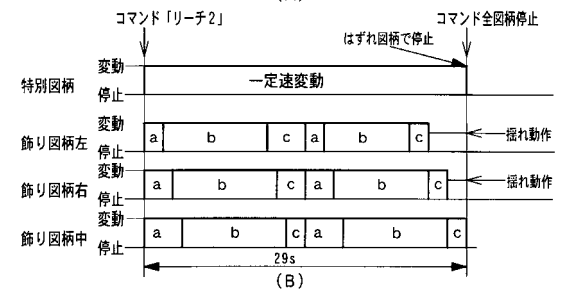 コマンド「リーチ2」 コマンド全図柄停止
はずれ図柄で停止
特別図柄 変動 一定速変動
停止
飾り図柄左 変動 a b c a b c 揺れ動作
停止
飾り図柄右 変動 a b c a b c 揺れ動作
停止
飾り図柄中 変動 a b c a b c
停止
29s
(B)